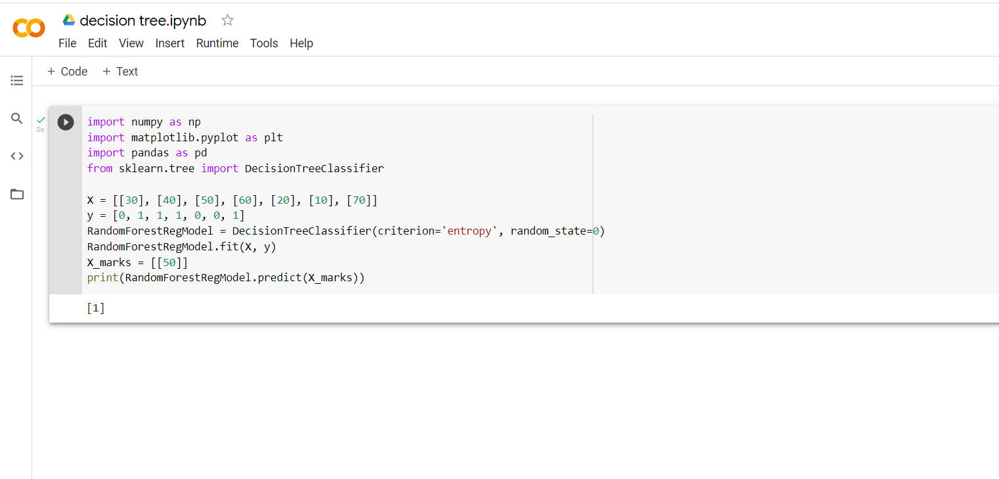 decision tree.ipynb
File Edit View Insert Runtime Tools Help
+ Code + Text
0s
import numpy as np
import matplotlib.pyplot as plt
import pandas as pd
from sklearn.tree import DecisionTreeClassifier
X = [[30], [40], [50], [60], [20], [10], [70]]
y = [0, 1, 1, 1, 0, 0, 1]
RandomForestRegModel = DecisionTreeClassifier(criterion='entropy', random_state=0)
RandomForestRegModel.fit(X, y)
X_marks = [[50]]
print(RandomForestRegModel.predict(X_marks))
[1]